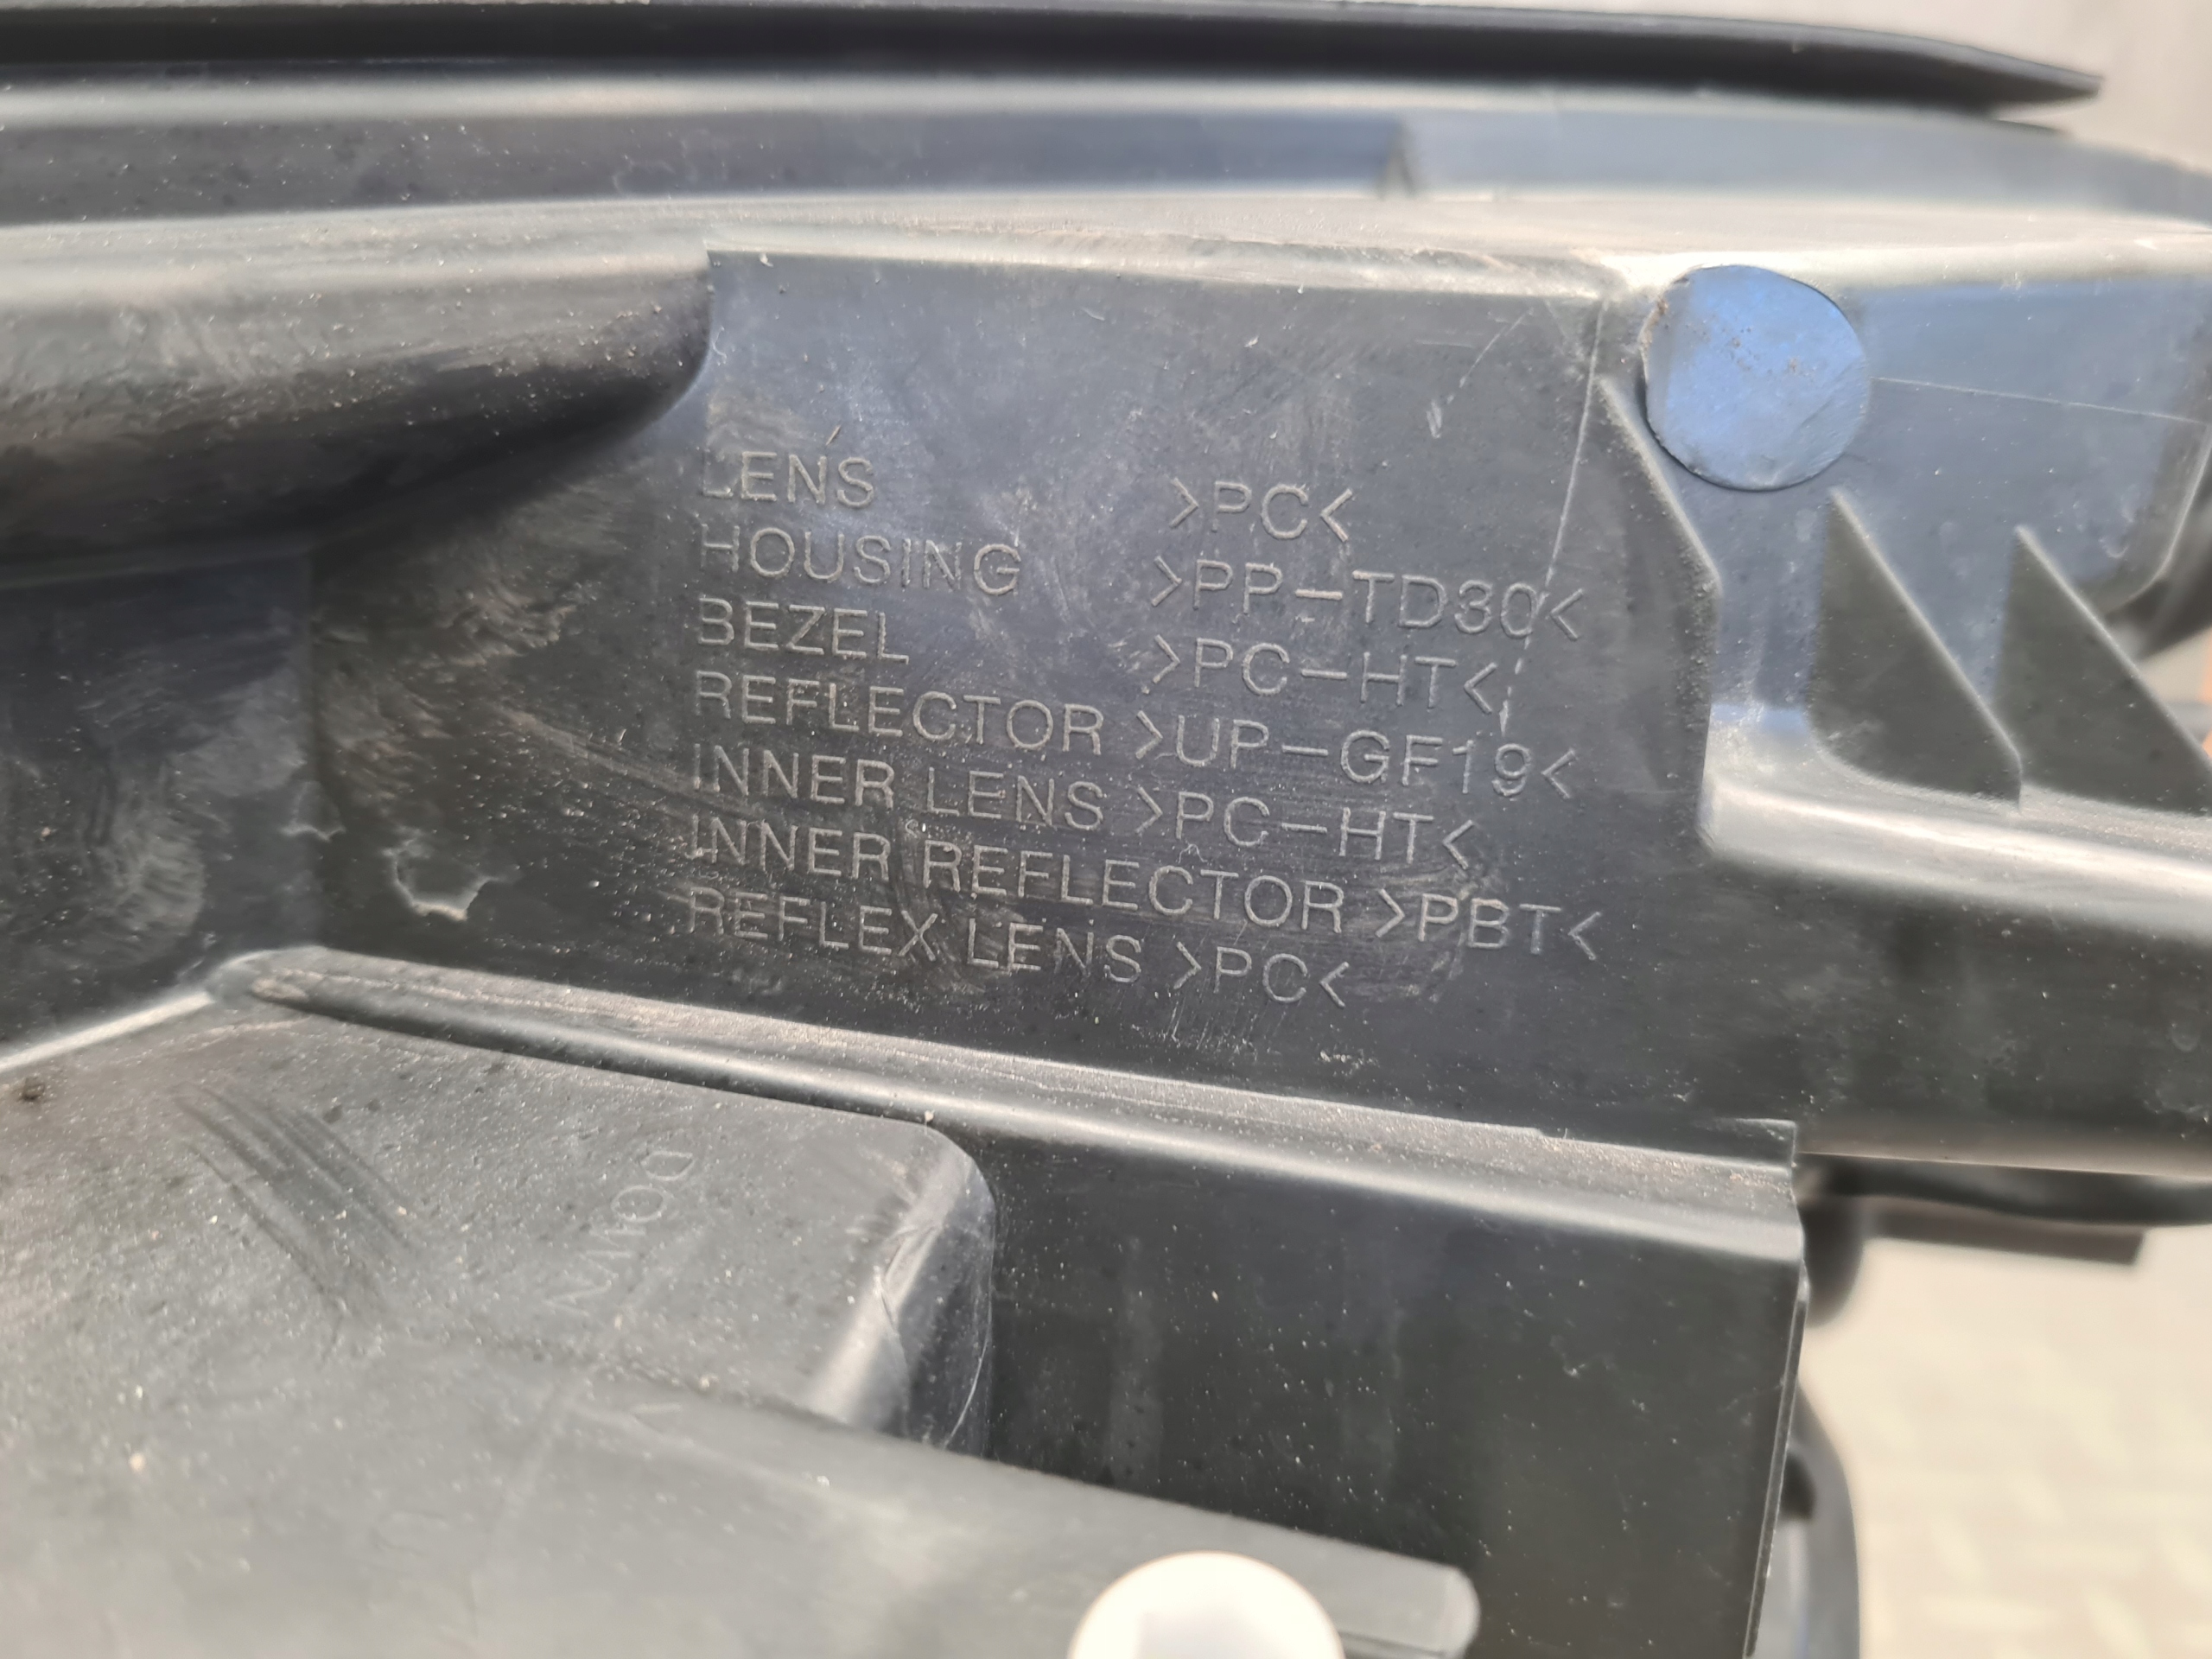 LENS >PC<
HOUSING >PP-TD30<
BEZEL >PC-HT<
REFLECTOR >UP-GF19<
INNER LENS >PC-HT<
INNER REFLECTOR >PBT<
REFLEX LENS >PC<
DOWN